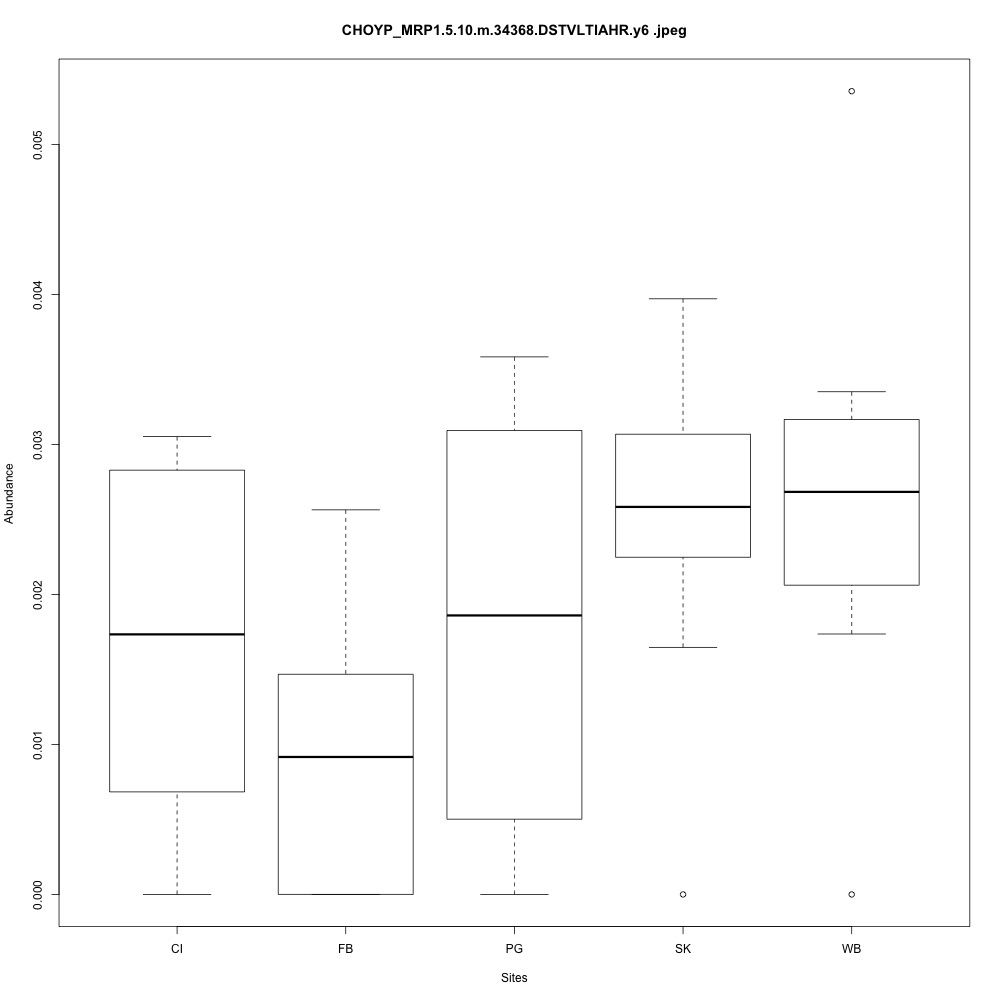 CHOYP_MRP1.5.10.m.34368.DSTVLTIAHR.y6 .jpeg
0.005
0.004
0.003
0.002
0.001
0.000
Abundance
CI FB PG SK WB
Sites